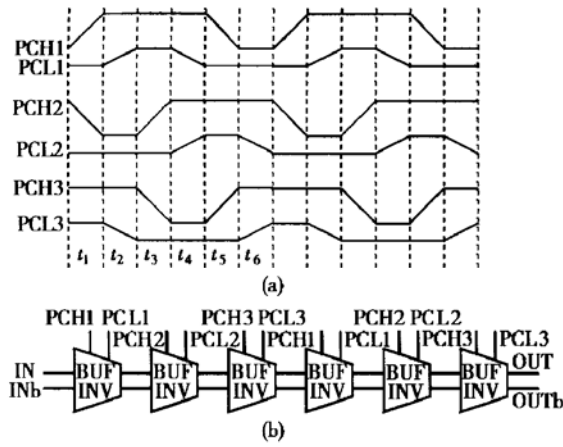 PCH1
PCL1
PCH2
PCL2
PCH3
PCL3
t1 t2 t3 t4 t5 t6
(a)
PCH1 PCL1 PCH3 PCL3 PCH2 PCL2
PCH2 PCL2 PCH1 PCL1 PCH3 PCL3
IN BUF BUF BUF BUF BUF BUF OUT
INb INV INV INV INV INV INV OUTb
(b)